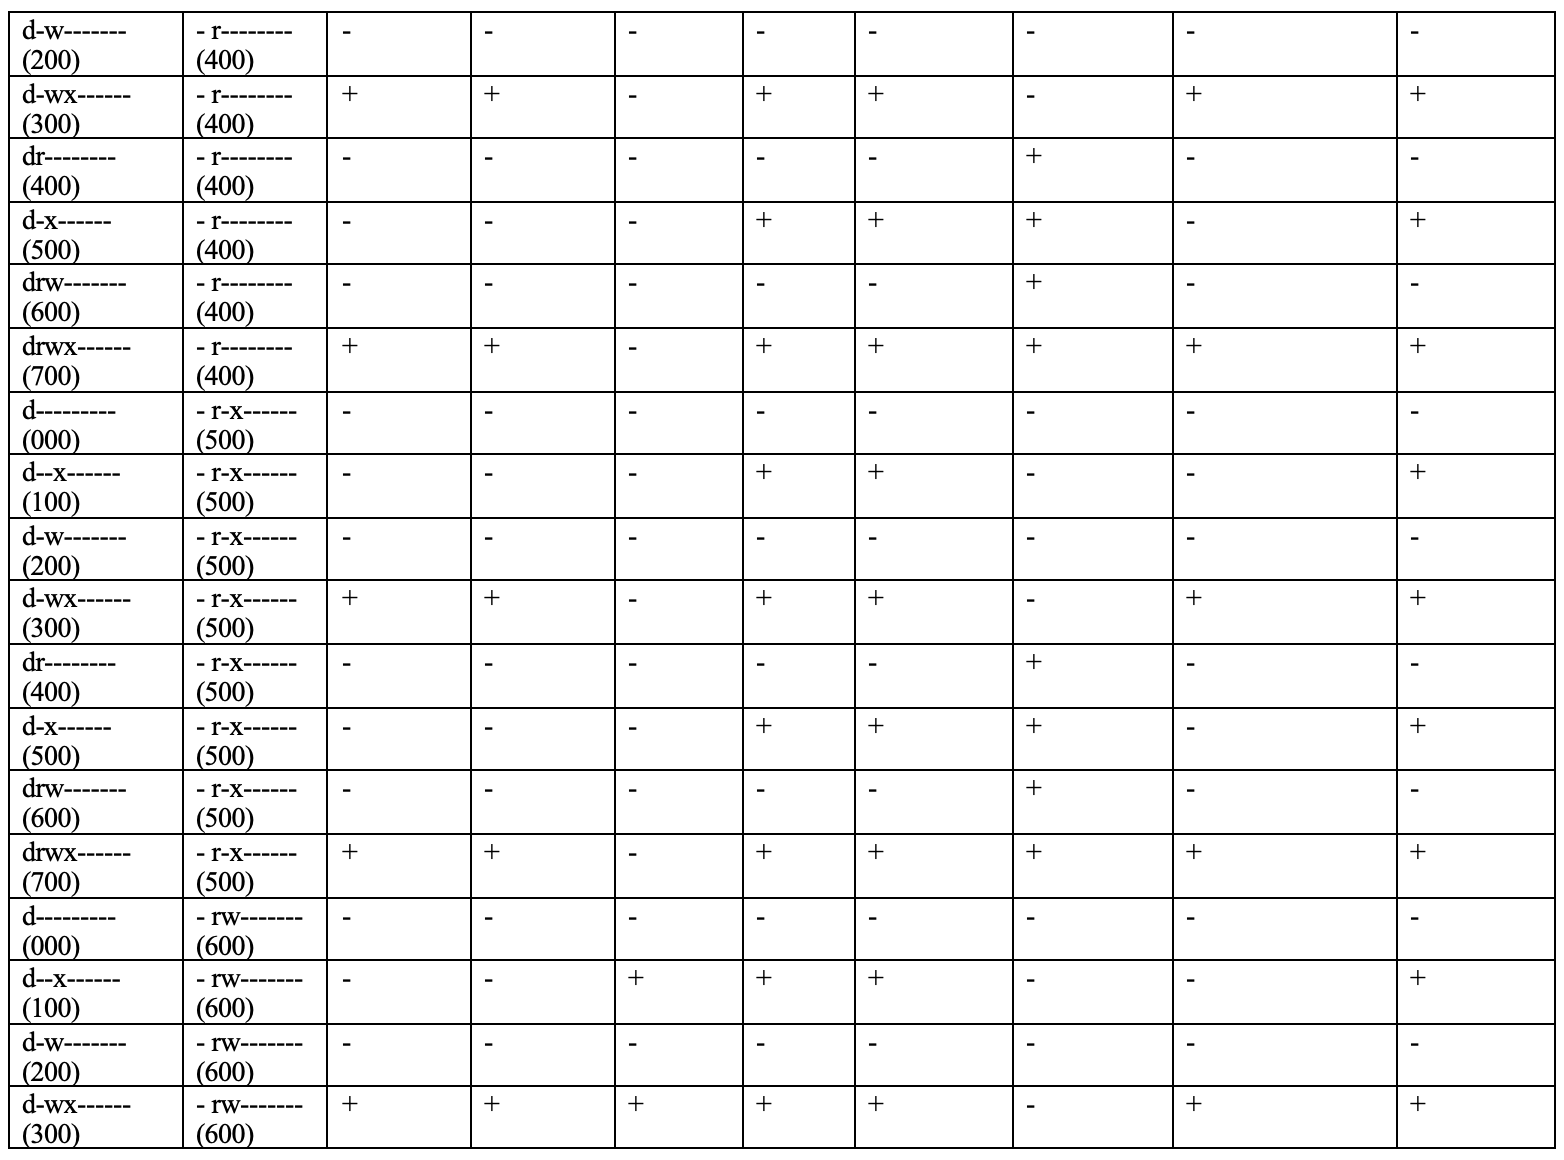 d-w------- - r-------- - - - - - - - -
(200) (400)
d-wx------ - r-------- + + - + + - + +
(300) (400)
dr-------- - r-------- - - - - - + - -
(400) (400)
d-x------ - r-------- - - - + + + - +
(500) (400)
drw------- - r-------- - - - - - + - -
(600) (400)
drwx------ - r-------- + + - + + + + +
(700) (400)
d--------- - r-x------ - - - - - - - -
(000) (500)
d--x------ - r-x------ - - - + + - - +
(100) (500)
d-w------- - r-x------ - - - - - - - -
(200) (500)
d-wx------ - r-x------ + + - + + - + +
(300) (500)
dr-------- - r-x------ - - - - - + - -
(400) (500)
d-x------ - r-x------ - - - + + + - +
(500) (500)
drw------- - r-x------ - - - - - + - -
(600) (500)
drwx------ - r-x------ + + - + + + + +
(700) (500)
d--------- - rw------- - - - - - - - -
(000) (600)
d--x------ - rw------- - - + + + - - +
(100) (600)
d-w------- - rw------- - - - - - - - -
(200) (600)
d-wx------ - rw------- + + + + + - + +
(300) (600)